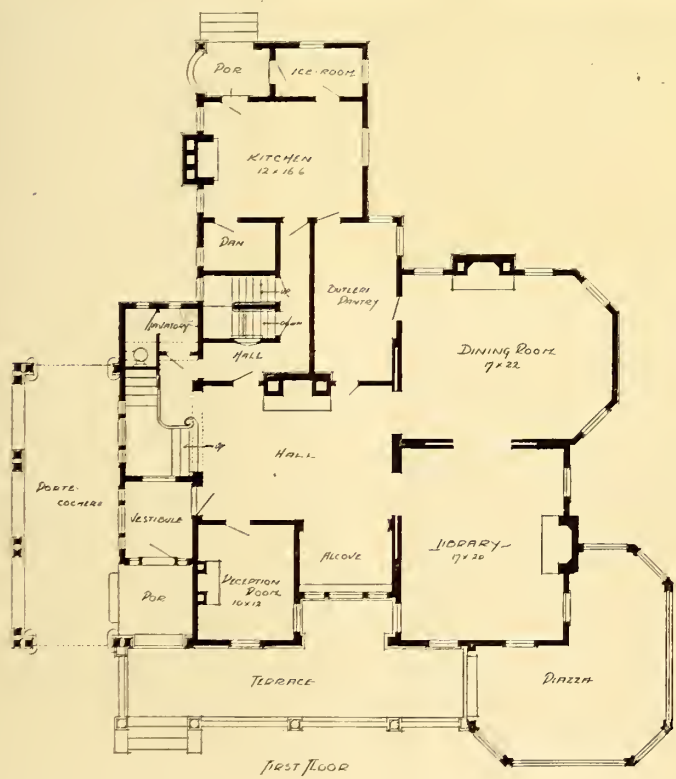 POR
ICE-ROOM
KITCHEN
12 x 16 6
PAN
UP
DOWN
BUTLERS
PANTRY
LAVATORY
HALL
DINING ROOM
17 x 22
UP
HALL
PORTE-
COCHERE
VESTIBULE
ALCOVE
LIBRARY
17 x 20
RECEPTION
ROOM
10 x 12
POR
TERRACE
PIAZZA
FIRST FLOOR